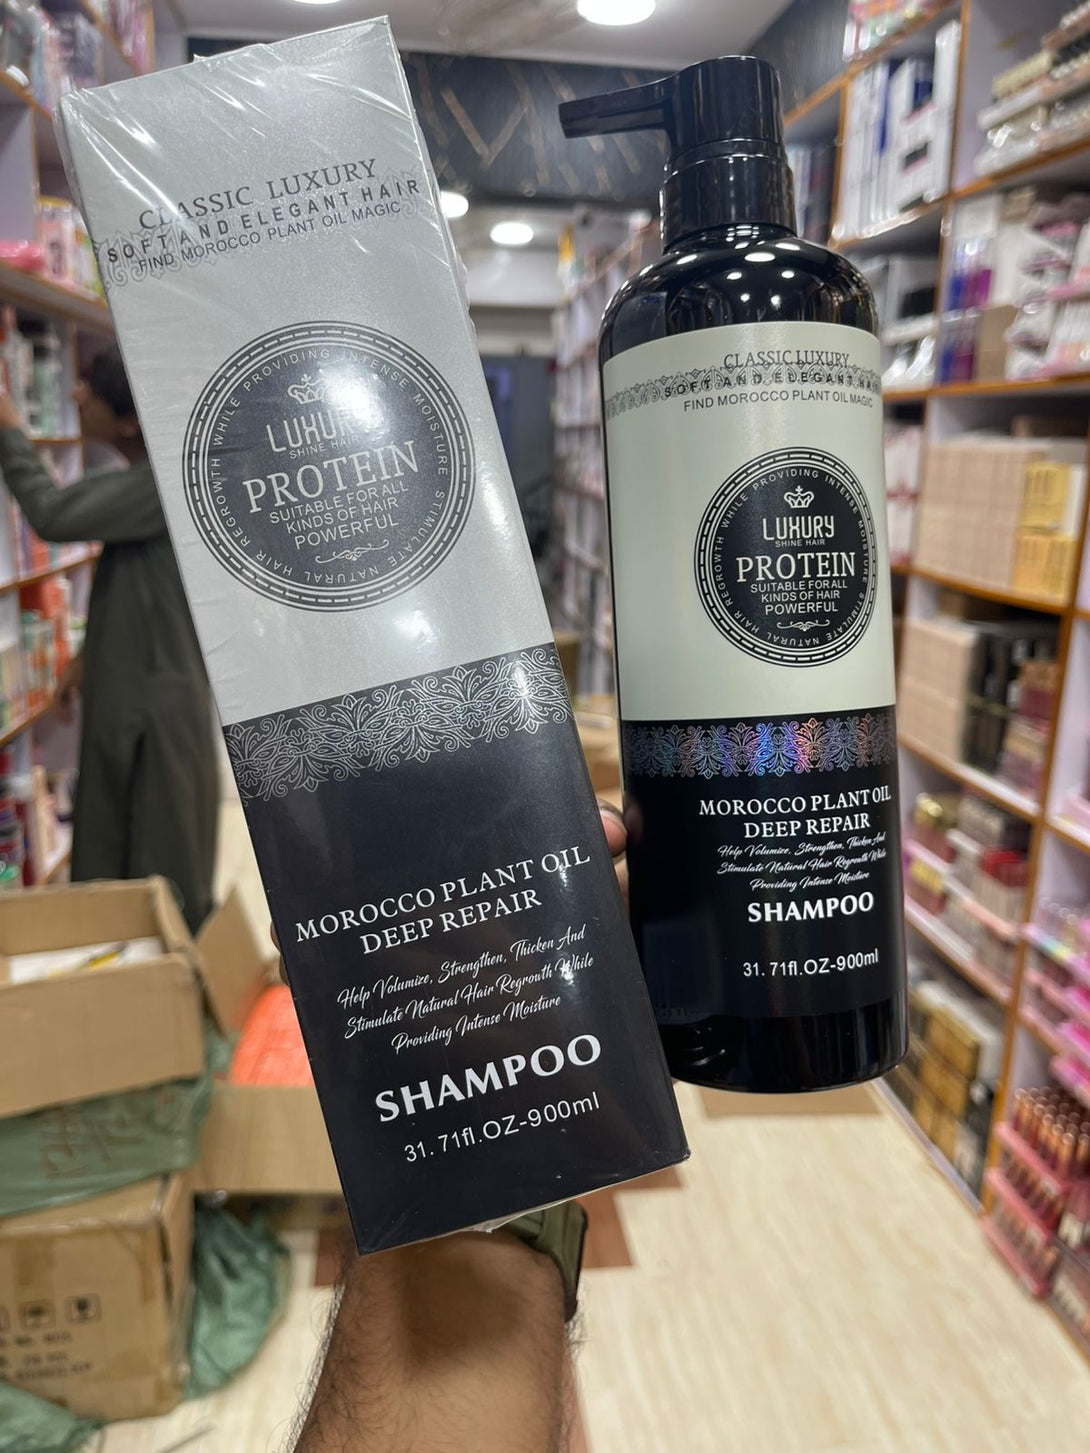 CLASSIC LUXURY
SOFT AND ELEGANT HAIR
FIND MOROCCO PLANT OIL MAGIC
WHILE PROVIDING INTENSE MOISTURE
STIMULATE NATURAL HAIR REGROWTH
LUXURY
SHINE HAIR
PROTEIN
SUITABLE FOR ALL
KINDS OF HAIR
POWERFUL
MOROCCO PLANT OIL
DEEP REPAIR
Help Volumize, Strengthen, Thicken And
Stimulate Natural Hair Regrowth While
Providing Intense Moisture
SHAMPOO
31.71fl.OZ-900ml
CLASSIC LUXURY
SOFT AND ELEGANT HA
FIND MOROCCO PLANT OIL MAGIC
WHILE PROVIDING INTENSE MOISTURE
STIMULATE NATURAL HAIR REGROWTH
LUXURY
SHINE HAIR
PROTEIN
SUITABLE FOR ALL
KINDS OF HAIR
POWERFUL
MOROCCO PLANT OIL
DEEP REPAIR
Help Volumize, Strengthen, Thicken And
Stimulate Natural Hair Regrowth While
Providing Intense Moisture
SHAMPOO
31.71fl.OZ-900ml